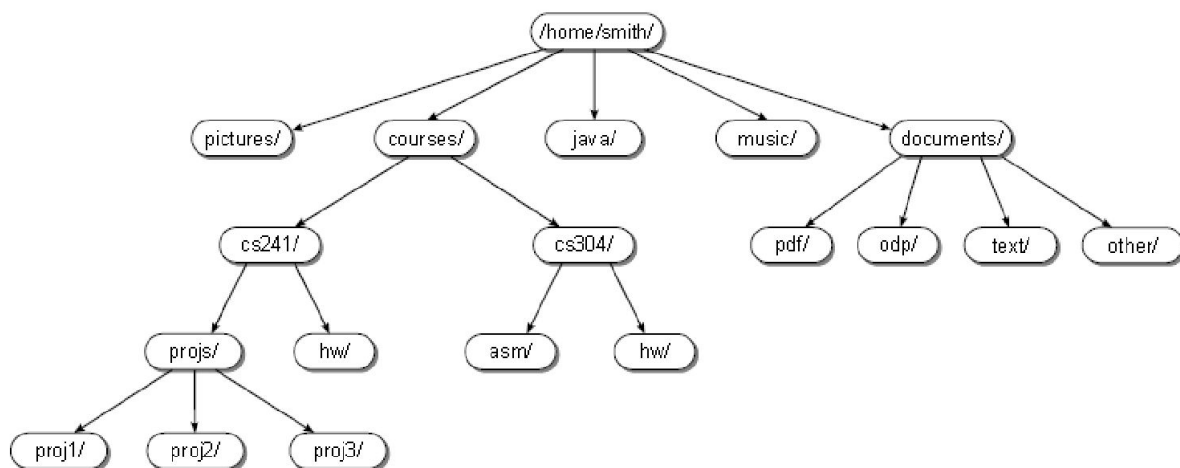 /home/smith/
pictures/ courses/ java/ music/ documents/
cs241/ cs304/ pdf/ odp/ text/ other/
projs/ hw/ asm/ hw/
proj1/ proj2/ proj3/